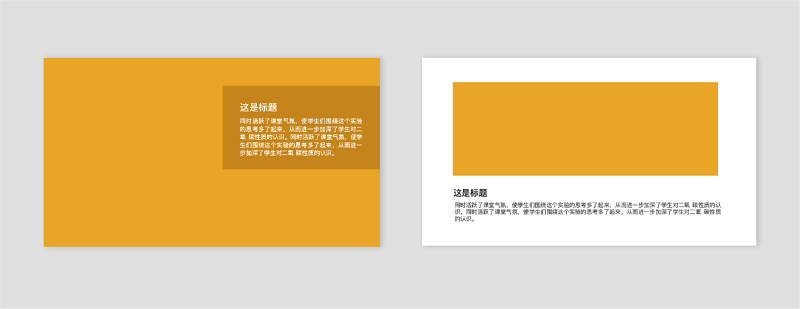 这是标题
同时活跃了课堂气氛，使学生们围绕这个实验
的思考多了起来，从而进一步加深了学生对二
氧 碳性质的认识。同时活跃了课堂气氛，使学
生们围绕这个实验的思考多了起来，从而进一
步加深了学生对二氧 碳性质的认识。
这是标题
同时活跃了课堂气氛，使学生们围绕这个实验的思考多了起来，从而进一步加深了学生对二氧 碳性质的认
识。同时活跃了课堂气氛，使学生们围绕这个实验的思考多了起来，从而进一步加深了学生对二氧 碳性质
的认识。